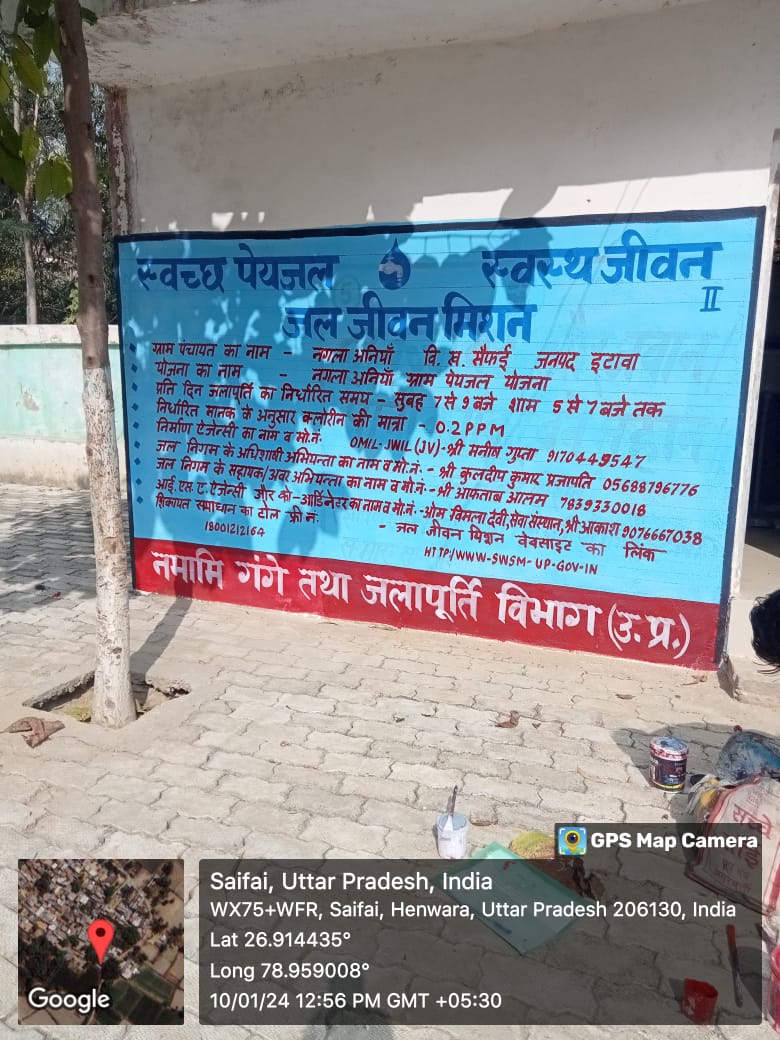 स्वच्छ पेयजल स्वस्थ जीवन
II
जल जीवन मिशन
ग्राम पंचायत का नाम - नगला अनियाँ वि. ख. सैफई जनपद इटावा
योजना का नाम - नगला अनियाँ ग्राम पेयजल योजना
प्रति दिन जलापूर्ति का निर्धारित समय - सुबह 7 से 9 बजे शाम 5 से 7 बजे तक
निर्धारित मानक के अनुसार क्लोरीन की मात्रा - 0.2 PPM
निर्माण ऐजेन्सी का नाम व मो.नं. OMIL-JWIL(JV)-श्री मनीष गुप्ता 9170449547
जल निगम के अधिशाषी अभियन्ता का नाम व मो.नं. - श्री कुलदीप कुमार प्रजापति 05688796776
जल निगम के सहायक/अवर अभियन्ता का नाम व मो.नं. - श्री आफताब आलम 7839330018
आई.एस.ए.ऐजेन्सी और को-आर्डिनेटर का नाम व मो.नं. - ओम विमला देवी,सेवा संस्थान,श्री आकाश 9076667038
शिकायत समाधान का टोल फ्री नं. - जल जीवन मिशन वेबसाइट का लिंक
18001212164 HTTP:/WWW-SWSM-UP-GOV-IN
नमामि गंगे तथा जलापूर्ति विभाग (उ.प्र.)
GPS Map Camera
Saifai, Uttar Pradesh, India
WX75+WFR, Saifai, Henwara, Uttar Pradesh 206130, India
Lat 26.914435°
Long 78.959008°
10/01/24 12:56 PM GMT +05:30
Google